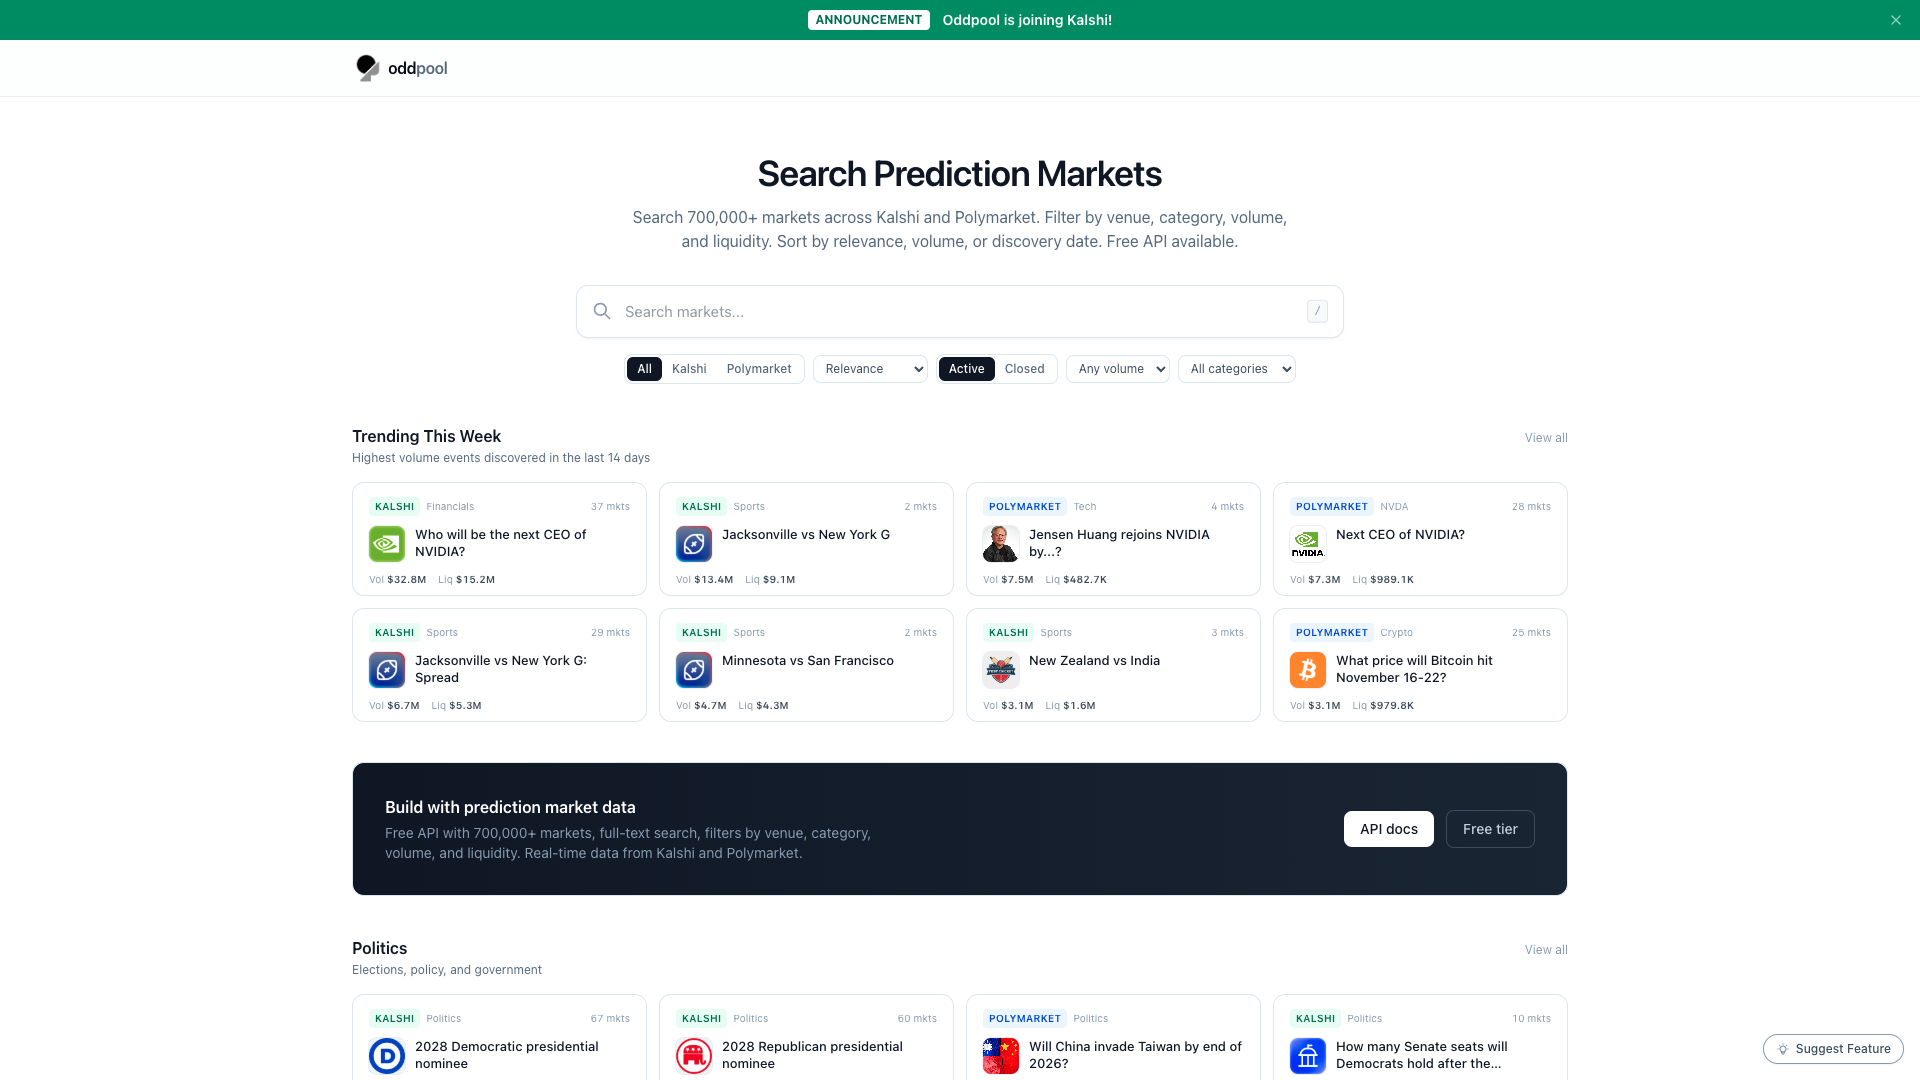 ANNOUNCEMENT Oddpool is joining Kalshi!
oddpool
Search Prediction Markets
Search 700,000+ markets across Kalshi and Polymarket. Filter by venue, category, volume,
and liquidity. Sort by relevance, volume, or discovery date. Free API available.
Search markets... /
All Kalshi Polymarket Relevance Active Closed Any volume All categories
Trending This Week
View all
Highest volume events discovered in the last 14 days
KALSHI Financials 37 mkts
Who will be the next CEO of
NVIDIA?
Vol $32.8M Liq $15.2M
KALSHI Sports 2 mkts
Jacksonville vs New York G
Vol $13.4M Liq $9.1M
POLYMARKET Tech 4 mkts
Jensen Huang rejoins NVIDIA
by...?
Vol $7.5M Liq $482.7K
POLYMARKET NVDA 28 mkts
NVIDIA.
Next CEO of NVIDIA?
Vol $7.3M Liq $989.1K
KALSHI Sports 29 mkts
Jacksonville vs New York G:
Spread
Vol $6.7M Liq $5.3M
KALSHI Sports 2 mkts
Minnesota vs San Francisco
Vol $4.7M Liq $4.3M
KALSHI Sports 3 mkts
New Zealand vs India
Vol $3.1M Liq $1.6M
POLYMARKET Crypto 25 mkts
What price will Bitcoin hit
November 16-22?
Vol $3.1M Liq $979.8K
Build with prediction market data
Free API with 700,000+ markets, full-text search, filters by venue, category,
volume, and liquidity. Real-time data from Kalshi and Polymarket.
API docs Free tier
Politics
View all
Elections, policy, and government
KALSHI Politics 67 mkts
D
2028 Democratic presidential
nominee
KALSHI Politics 60 mkts
2028 Republican presidential
nominee
POLYMARKET Politics
Will China invade Taiwan by end of
2026?
KALSHI Politics 10 mkts
How many Senate seats will
Democrats hold after the...
Suggest Feature